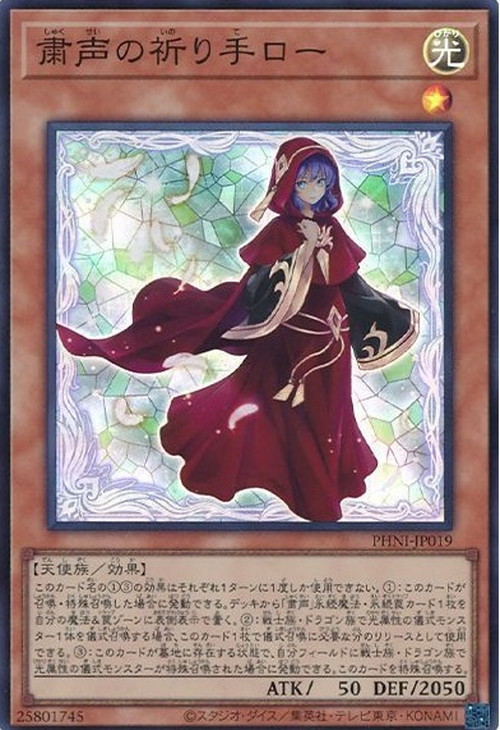 粛声の祈り手ロー
光
PHNI-JP019
【天使族／効果】
このカード名の①③の効果はそれぞれ1ターンに1度しか使用できない。①：このカードが
召喚・特殊召喚した場合に発動できる。デッキから「粛声」永続魔法・永続罠カード1枚を
自分の魔法＆罠ゾーンに表側表示で置く。②：戦士族・ドラゴン族で光属性の儀式モンス
ター1体を儀式召喚する場合、このカード1枚で儀式召喚に必要な分のリリースとして使用
できる。③：このカードが墓地に存在する状態で、自分フィールドに戦士族・ドラゴン族で
光属性の儀式モンスターが特殊召喚された場合に発動できる。このカードを特殊召喚する。
ATK/ 50 DEF/2050
25801745
©スタジオ・ダイス／集英社・テレビ東京・KONAMI